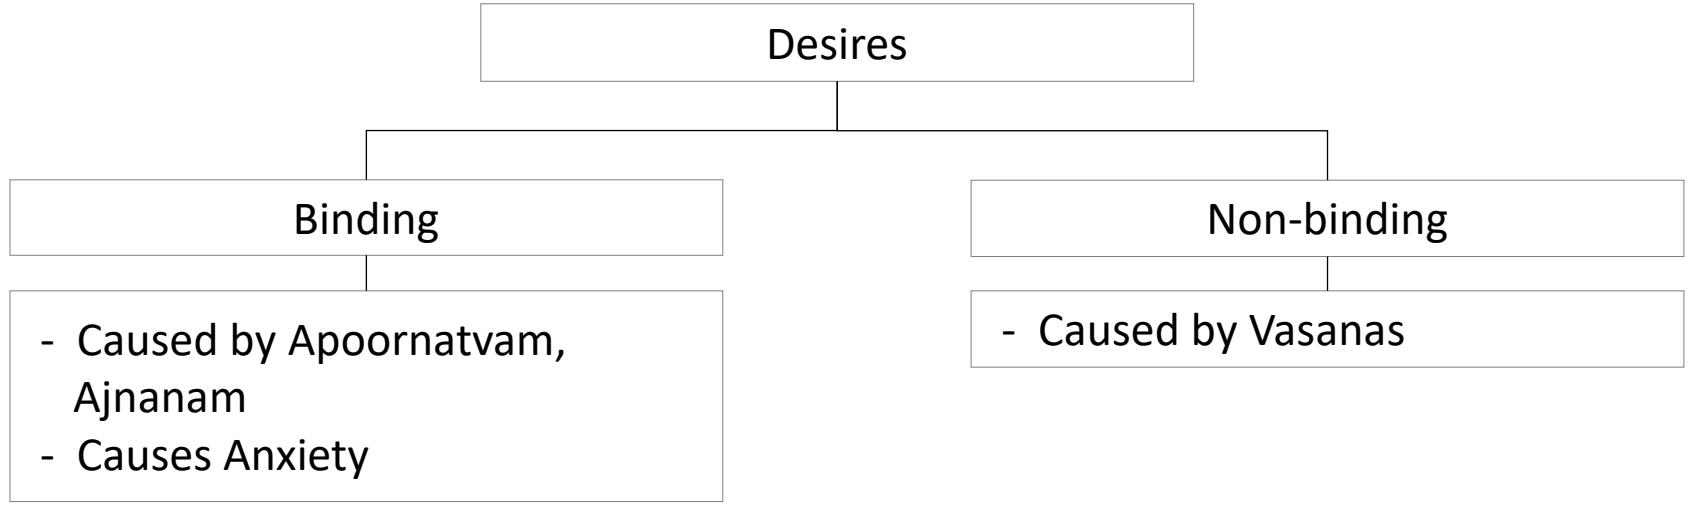 Desires
Binding
- Caused by Apoornatvam,
Ajnanam
- Causes Anxiety
Non-binding
- Caused by Vasanas